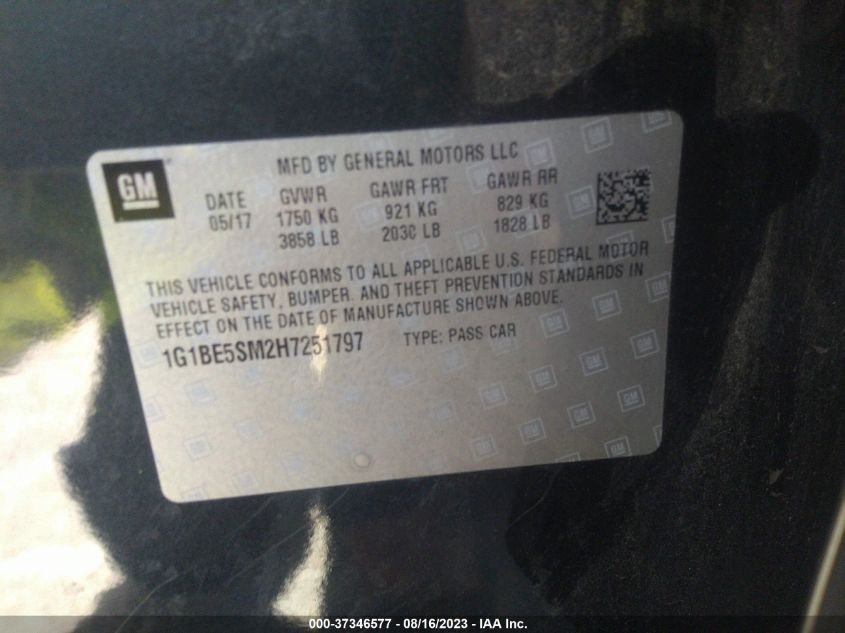 GM
MFD BY GENERAL MOTORS LLC
DATE GVWR GAWR FRT GAWR RR
05/17 1750 KG 921 KG 829 KG
3858 LB 2030 LB 1828 LB
THIS VEHICLE CONFORMS TO ALL APPLICABLE U.S. FEDERAL MOTOR
VEHICLE SAFETY, BUMPER, AND THEFT PREVENTION STANDARDS IN
EFFECT ON THE DATE OF MANUFACTURE SHOWN ABOVE.
1G1BE5SM2H7251797 TYPE: PASS CAR
000-37346577 - 08/16/2023 - IAA Inc.